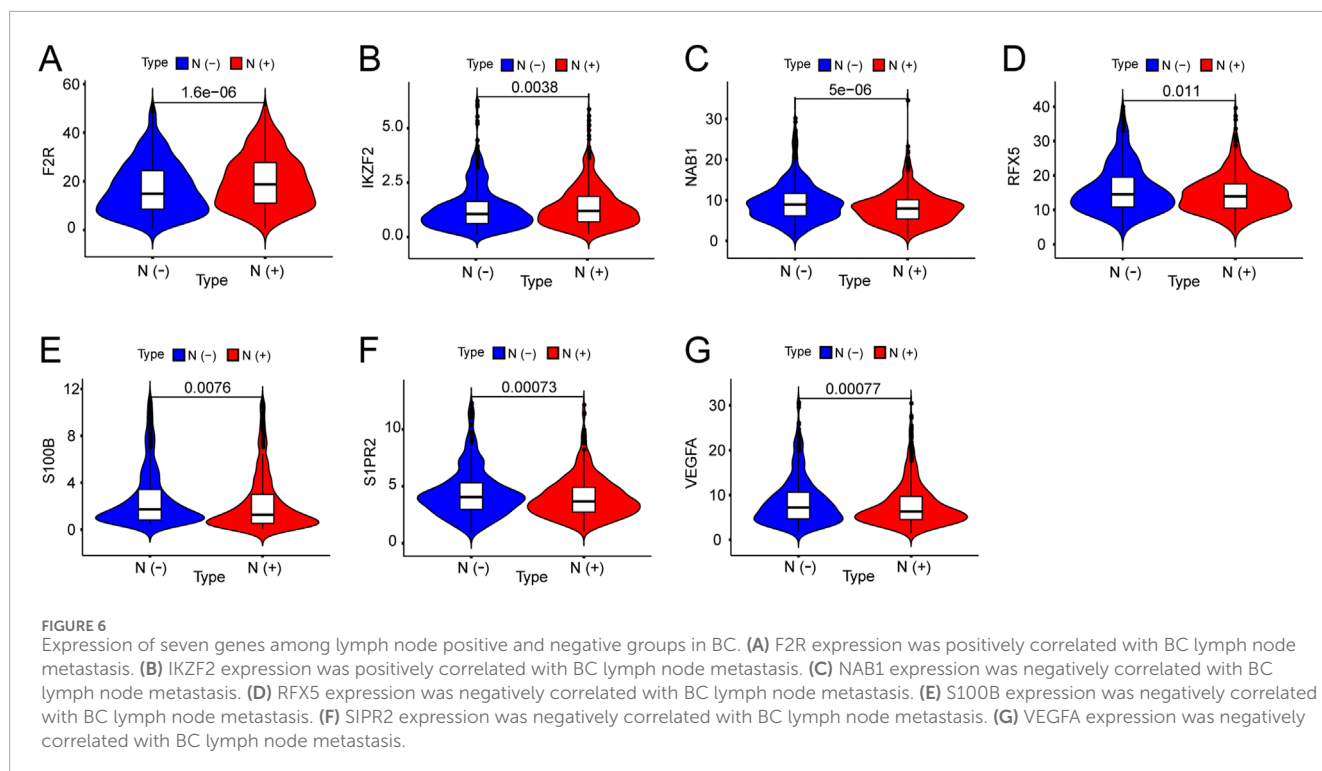 A
Type N (−) N (+)
60
40
20
0
F2R
1.6e−06
N (−) N (+)
Type
B
Type N (−) N (+)
5.0
2.5
0.0
IKZF2
0.0038
N (−) N (+)
Type
C
Type N (−) N (+)
30
20
10
0
NAB1
5e−06
N (−) N (+)
Type
D
Type N (−) N (+)
40
30
20
10
0
RFX5
0.011
N (−) N (+)
Type
E
Type N (−) N (+)
12
8
4
0
S100B
0.0076
N (−) N (+)
Type
F
Type N (−) N (+)
10
5
0
S1PR2
0.00073
N (−) N (+)
Type
G
Type N (−) N (+)
30
20
10
0
VEGFA
0.00077
N (−) N (+)
Type
FIGURE 6
Expression of seven genes among lymph node positive and negative groups in BC. (A) F2R expression was positively correlated with BC lymph node
metastasis. (B) IKZF2 expression was positively correlated with BC lymph node metastasis. (C) NAB1 expression was negatively correlated with BC
lymph node metastasis. (D) RFX5 expression was negatively correlated with BC lymph node metastasis. (E) S100B expression was negatively correlated
with BC lymph node metastasis. (F) SIPR2 expression was negatively correlated with BC lymph node metastasis. (G) VEGFA expression was negatively
correlated with BC lymph node metastasis.